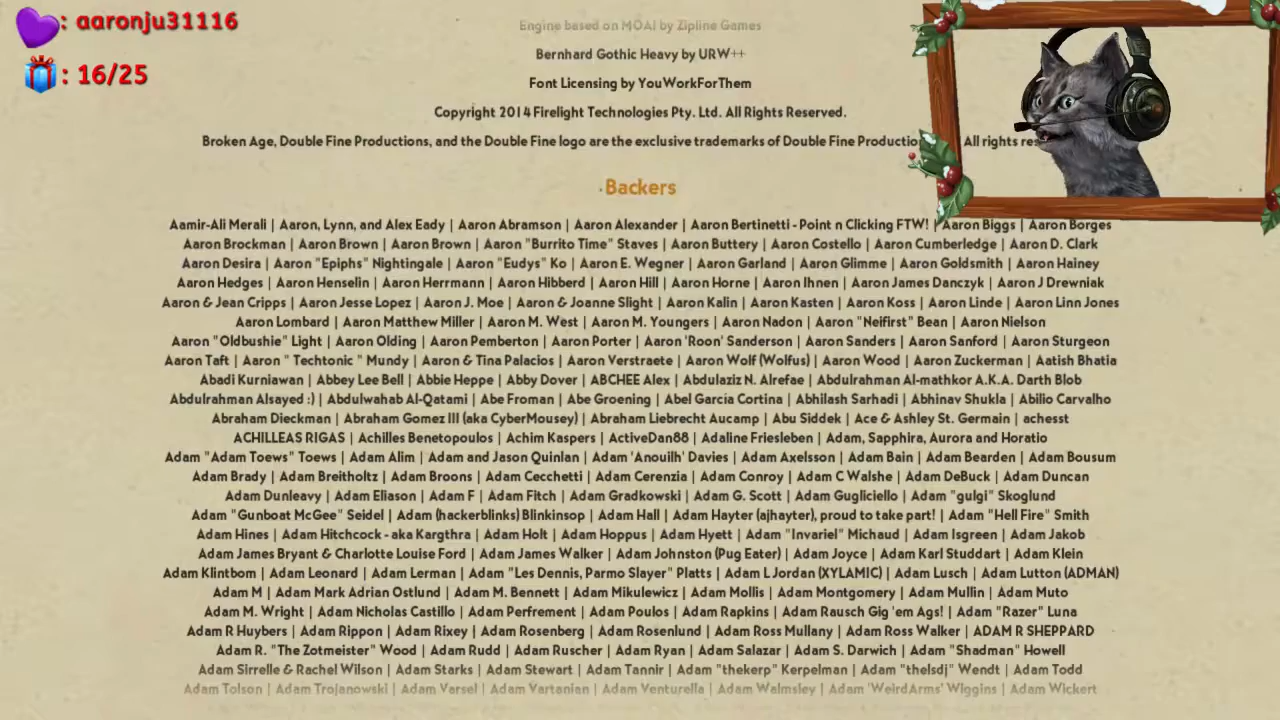 : aaronju31116
: 16/25
Engine based on MOAI by Zipline Games
Bernhard Gothic Heavy by URW++
Font Licensing by YouWorkForThem
Copyright 2014 Firelight Technologies Pty. Ltd. All Rights Reserved.
Broken Age, Double Fine Productions, and the Double Fine logo are the exclusive trademarks of Double Fine All rights
Backers
Aamir-Ali Merali | Aaron, Lynn, and Alex Eady | Aaron Abramson | Aaron Alexander | Aaron Bertinetti - Point n Clicking FTW! | Aaron Biggs | Aaron Borges
Aaron Brockman | Aaron Brown | Aaron Brown | Aaron "Burrito Time" Staves | Aaron Buttery | Aaron Costello | Aaron Cumberledge | Aaron D. Clark
Aaron Desira | Aaron "Epiphs" Nightingale | Aaron "Eudys" Ko | Aaron E. Wegner | Aaron Garland | Aaron Glimme | Aaron Goldsmith | Aaron Hainey
Aaron Hedges | Aaron Henselin | Aaron Herrmann | Aaron Hibberd | Aaron Hill | Aaron Horne | Aaron Ihnen | Aaron James Danczyk | Aaron J Drewniak
Aaron & Jean Cripps | Aaron Jesse Lopez | Aaron J. Moe | Aaron & Joanne Slight | Aaron Kalin | Aaron Kasten | Aaron Koss | Aaron Linde | Aaron Linn Jones
Aaron Lombard | Aaron Matthew Miller | Aaron M. West | Aaron M. Youngers | Aaron Nadon | Aaron "Neifirst" Bean | Aaron Nielson
Aaron "Oldbushie" Light | Aaron Olding | Aaron Pemberton | Aaron Porter | Aaron 'Roon' Sanderson | Aaron Sanders | Aaron Sanford | Aaron Sturgeon
Aaron Taft | Aaron " Techtonic " Mundy | Aaron & Tina Palacios | Aaron Verstraete | Aaron Wolf (Wolfus) | Aaron Wood | Aaron Zuckerman | Aatish Bhatia
Abadi Kurniawan | Abbey Lee Bell | Abbie Heppe | Abby Dover | ABCHEE Alex | Abdulaziz N. Alrefae | Abdulrahman Al-mathkor A.K.A. Darth Blob
Abdulrahman Alsayed :) | Abdulwahab Al-Qatami | Abe Froman | Abe Groening | Abel García Cortina | Abhilash Sarhadi | Abhinav Shukla | Abilio Carvalho
Abraham Dieckman | Abraham Gomez III (aka CyberMousey) | Abraham Liebrecht Aucamp | Abu Siddek | Ace & Ashley St. Germain | achesst
ACHILLEAS RIGAS | Achilles Benetopoulos | Achim Kaspers | ActiveDan88 | Adaline Friesleben | Adam, Sapphira, Aurora and Horatio
Adam "Adam Toews" Toews | Adam Alim | Adam and Jason Quinlan | Adam 'Anouilh' Davies | Adam Axelsson | Adam Bain | Adam Bearden | Adam Bousum
Adam Brady | Adam Breitholtz | Adam Broons | Adam Cecchetti | Adam Cerenzia | Adam Conroy | Adam C Walshe | Adam DeBuck | Adam Duncan
Adam Dunleavy | Adam Eliason | Adam F | Adam Fitch | Adam Gradkowski | Adam G. Scott | Adam Gugliciello | Adam "gulgi" Skoglund
Adam "Gunboat McGee" Seidel | Adam (hackerblinks) Blinkinsop | Adam Hall | Adam Hayter (ajhayter), proud to take part! | Adam "Hell Fire" Smith
Adam Hines | Adam Hitchcock - aka Kargthra | Adam Holt | Adam Hoppus | Adam Hyett | Adam "Invariel" Michaud | Adam Isgreen | Adam Jakob
Adam James Bryant & Charlotte Louise Ford | Adam James Walker | Adam Johnston (Pug Eater) | Adam Joyce | Adam Karl Studdart | Adam Klein
Adam Klintbom | Adam Leonard | Adam Lerman | Adam "Les Dennis, Parmo Slayer" Platts | Adam L Jordan (XYLAMIC) | Adam Lusch | Adam Lutton (ADMAN)
Adam M | Adam Mark Adrian Ostlund | Adam M. Bennett | Adam Mikulewicz | Adam Mollis | Adam Montgomery | Adam Mullin | Adam Muto
Adam M. Wright | Adam Nicholas Castillo | Adam Perfrement | Adam Poulos | Adam Rapkins | Adam Rausch Gig 'em Ags! | Adam "Razer" Luna
Adam R Huybers | Adam Rippon | Adam Rixey | Adam Rosenberg | Adam Rosenlund | Adam Ross Mullany | Adam Ross Walker | ADAM R SHEPPARD
Adam R. "The Zotmeister" Wood | Adam Rudd | Adam Ruscher | Adam Ryan | Adam Salazar | Adam S. Darwich | Adam "Shadman" Howell
Adam Sirrelle & Rachel Wilson | Adam Starks | Adam Stewart | Adam Tannir | Adam "thekerp" Kerpelman | Adam "thelsdj" Wendt | Adam Todd
Adam Tolson | Adam Trojanowski | Adam Varsel | Adam Vartanian | Adam Venturella | Adam Walmsley | Adam 'WeirdArms' Wiggins | Adam Wickert